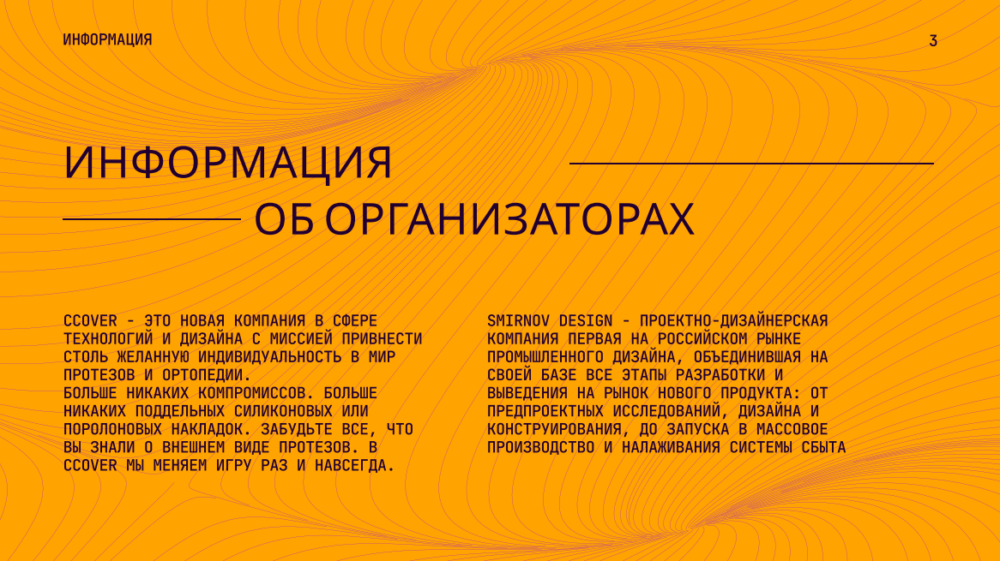 ИНФОРМАЦИЯ
3
ИНФОРМАЦИЯ
ОБ ОРГАНИЗАТОРАХ
CCOVER - ЭТО НОВАЯ КОМПАНИЯ В СФЕРЕ
ТЕХНОЛОГИЙ И ДИЗАЙНА С МИССИЕЙ ПРИВНЕСТИ
СТОЛЬ ЖЕЛАННУЮ ИНДИВИДУАЛЬНОСТЬ В МИР
ПРОТЕЗОВ И ОРТОПЕДИИ.
БОЛЬШЕ НИКАКИХ КОМПРОМИССОВ. БОЛЬШЕ
НИКАКИХ ПОДДЕЛЬНЫХ СИЛИКОНОВЫХ ИЛИ
ПОРОЛОНОВЫХ НАКЛАДОК. ЗАБУДЬТЕ ВСЕ, ЧТО
ВЫ ЗНАЛИ О ВНЕШНЕМ ВИДЕ ПРОТЕЗОВ. В
CCOVER МЫ МЕНЯЕМ ИГРУ РАЗ И НАВСЕГДА.
SMIRNOV DESIGN - ПРОЕКТНО-ДИЗАЙНЕРСКАЯ
КОМПАНИЯ ПЕРВАЯ НА РОССИЙСКОМ РЫНКЕ
ПРОМЫШЛЕННОГО ДИЗАЙНА, ОБЪЕДИНИВШАЯ НА
СВОЕЙ БАЗЕ ВСЕ ЭТАПЫ РАЗРАБОТКИ И
ВЫВЕДЕНИЯ НА РЫНОК НОВОГО ПРОДУКТА: ОТ
ПРЕДПРОЕКТНЫХ ИССЛЕДОВАНИЙ, ДИЗАЙНА И
КОНСТРУИРОВАНИЯ, ДО ЗАПУСКА В МАССОВОЕ
ПРОИЗВОДСТВО И НАЛАЖИВАНИЯ СИСТЕМЫ СБЫТА